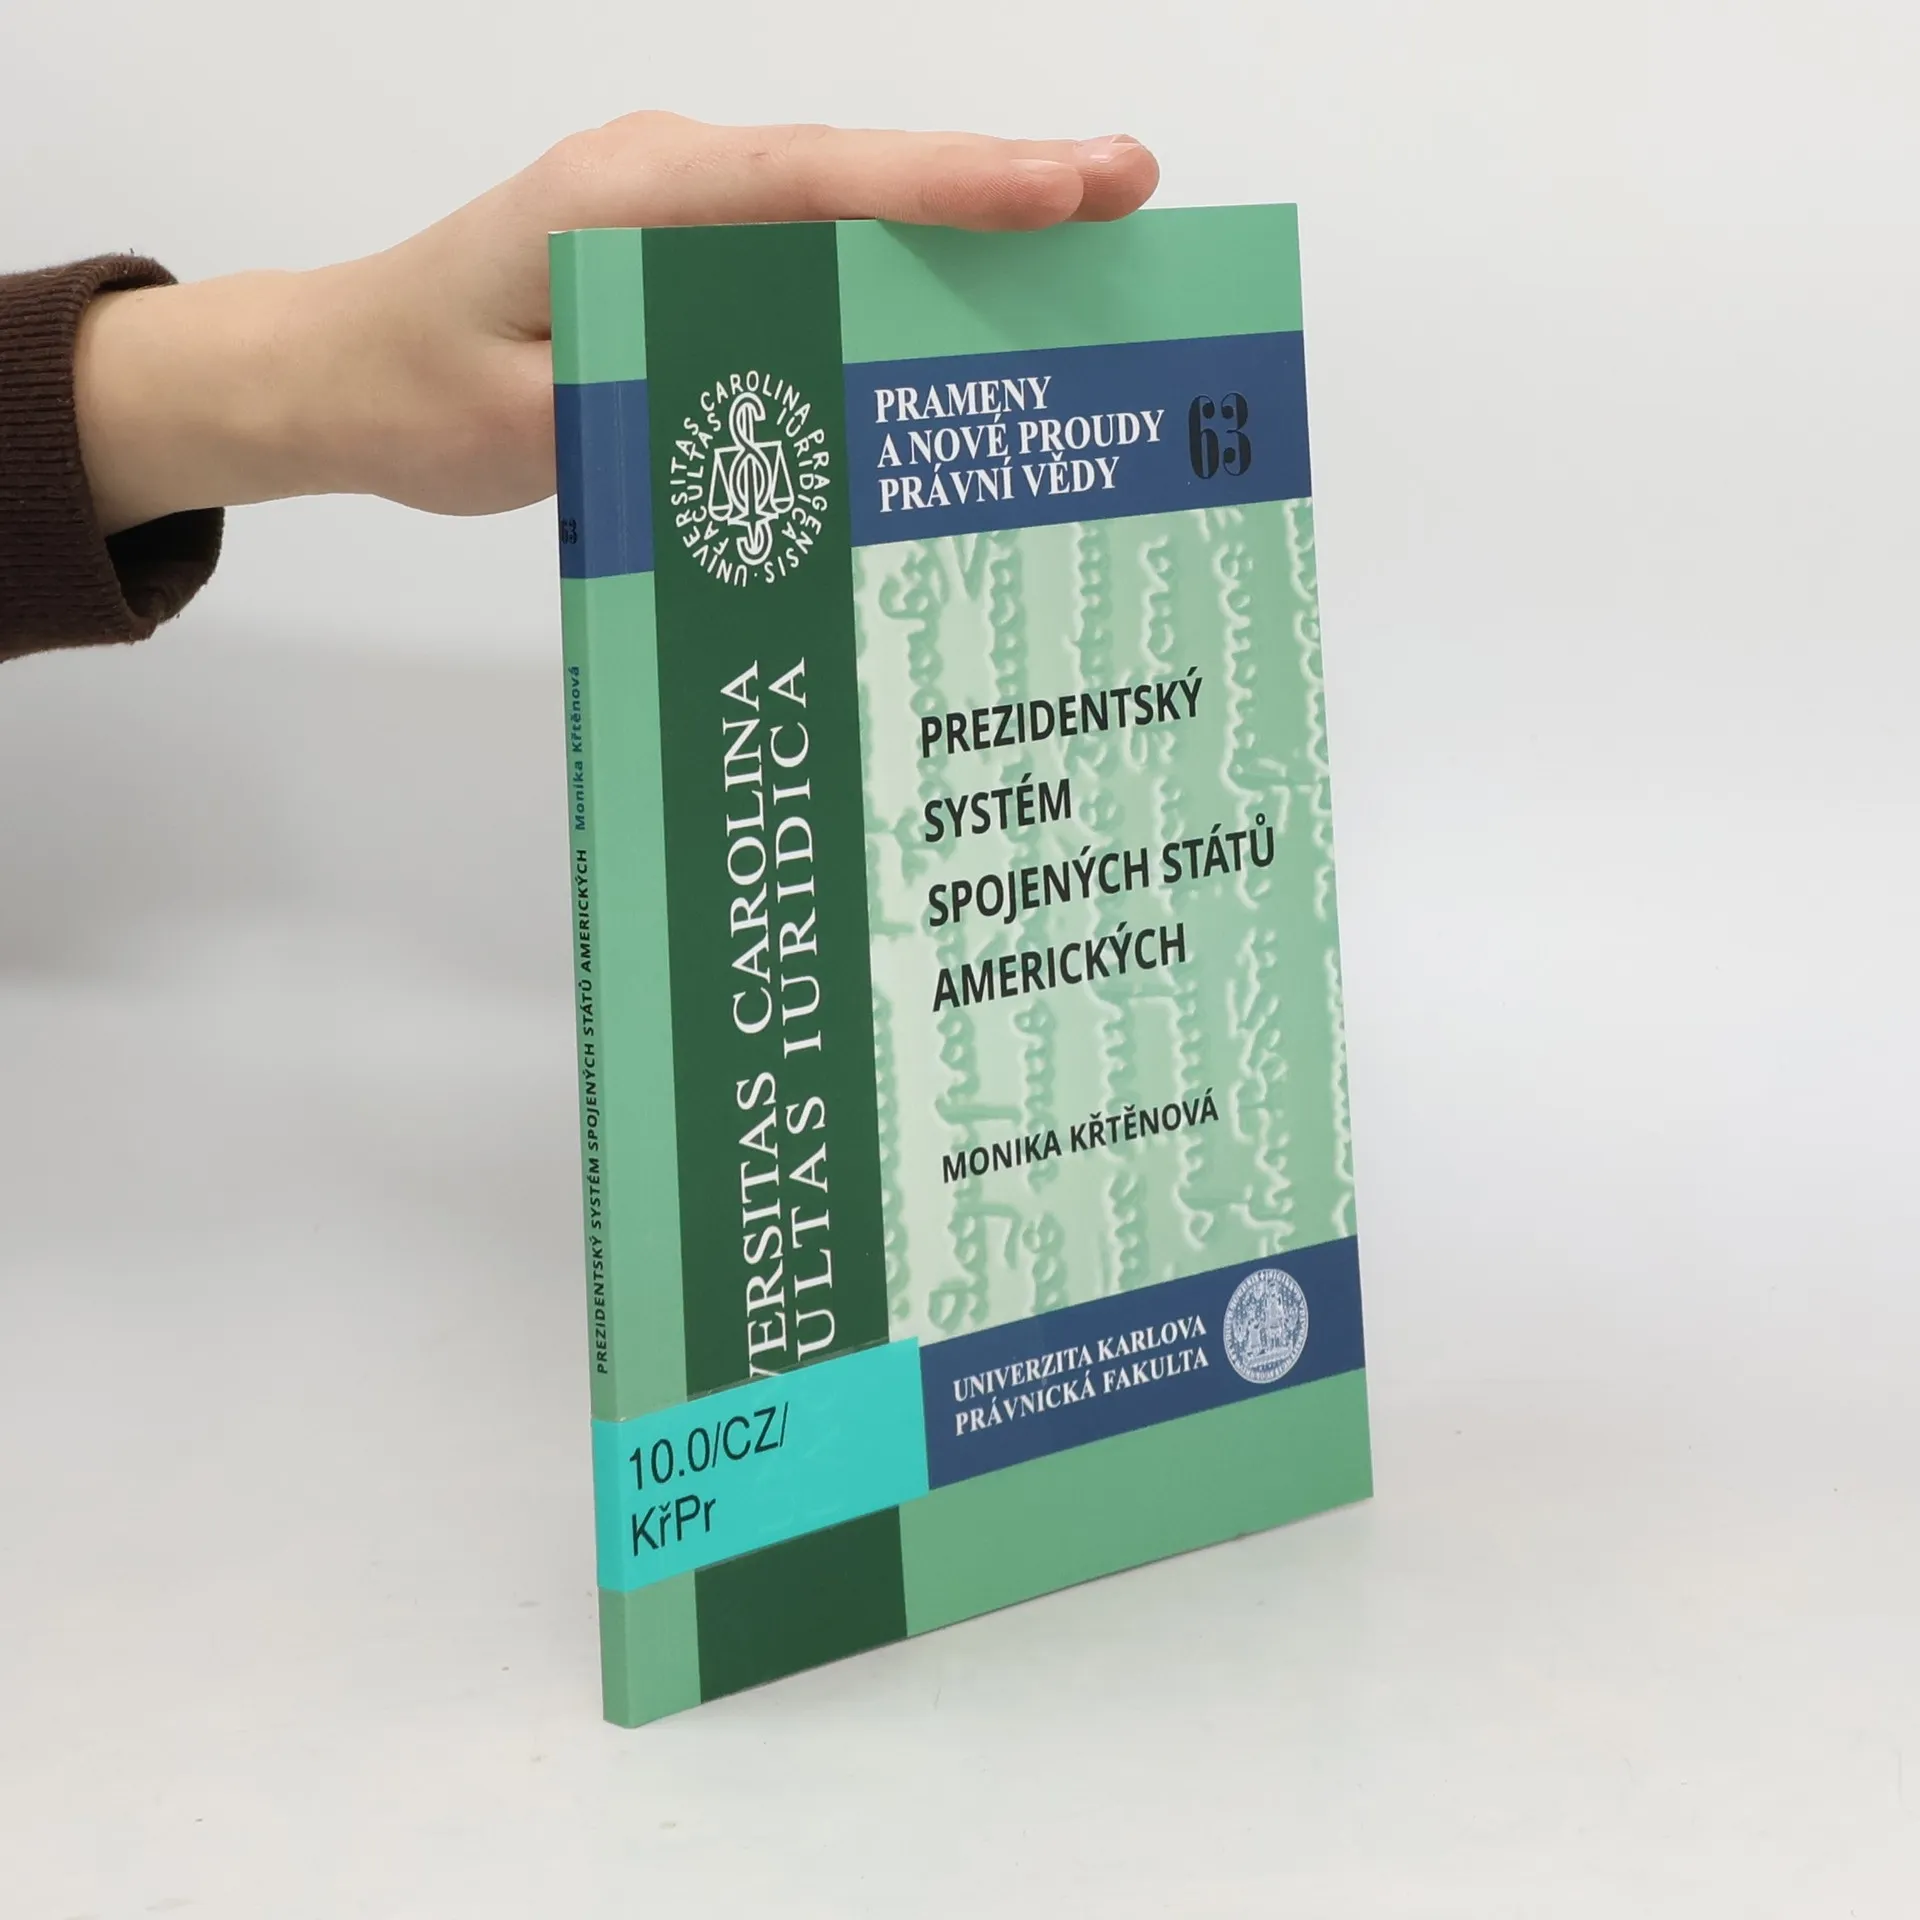 PRAMENY
A NOVÉ PROUDY
PRÁVNÍ VĚDY
63
UNIVERSITAS CAROLINA PRAGENSIS ·
FACULTAS IURIDICA
VERSITAS CAROLINA
ULTAS IURIDICA
PREZIDENTSKÝ
SYSTÉM
SPOJENÝCH STÁTŮ
AMERICKÝCH
MONIKA KŘTĚNOVÁ
UNIVERZITA KARLOVA
PRÁVNICKÁ FAKULTA
10.0/CZ/
KřPr
63
PREZIDENTSKÝ SYSTÉM SPOJENÝCH STÁTŮ AMERICKÝCH Monika Křtěnová